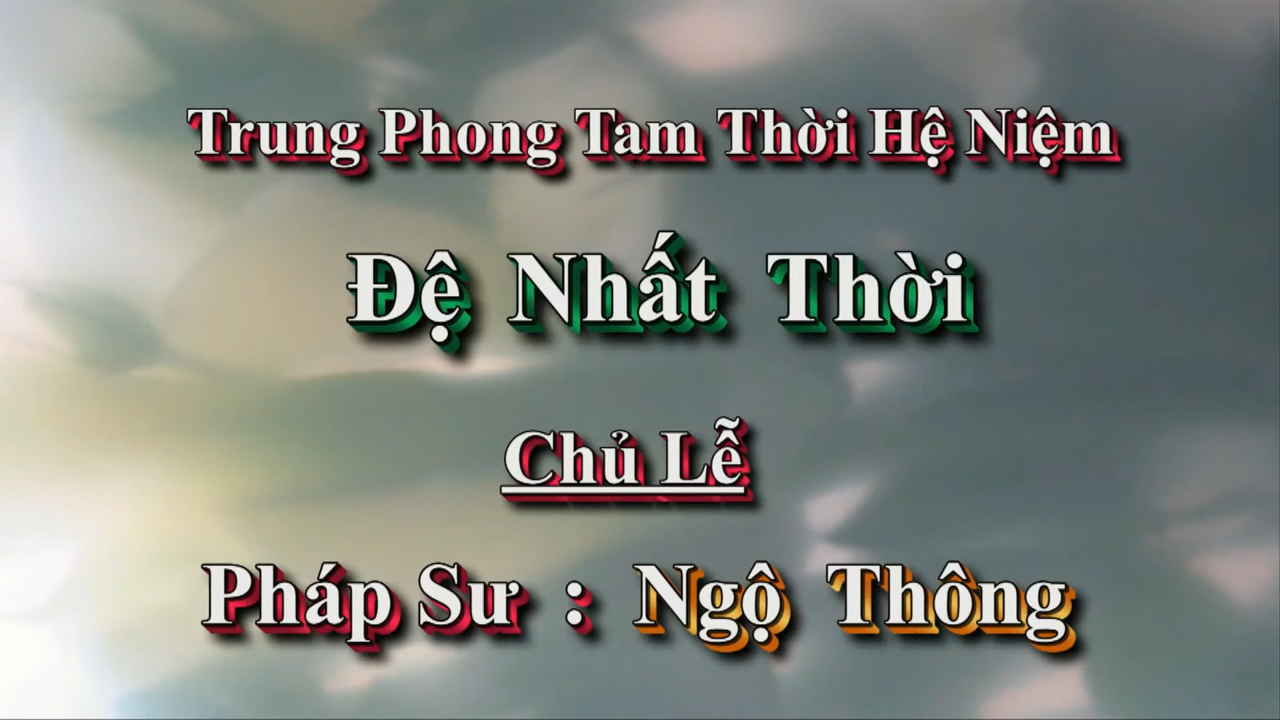 Trung Phong Tam Thời Hệ Niệm
Đệ Nhất Thời
Chủ Lễ
Pháp Sư : Ngộ Thông